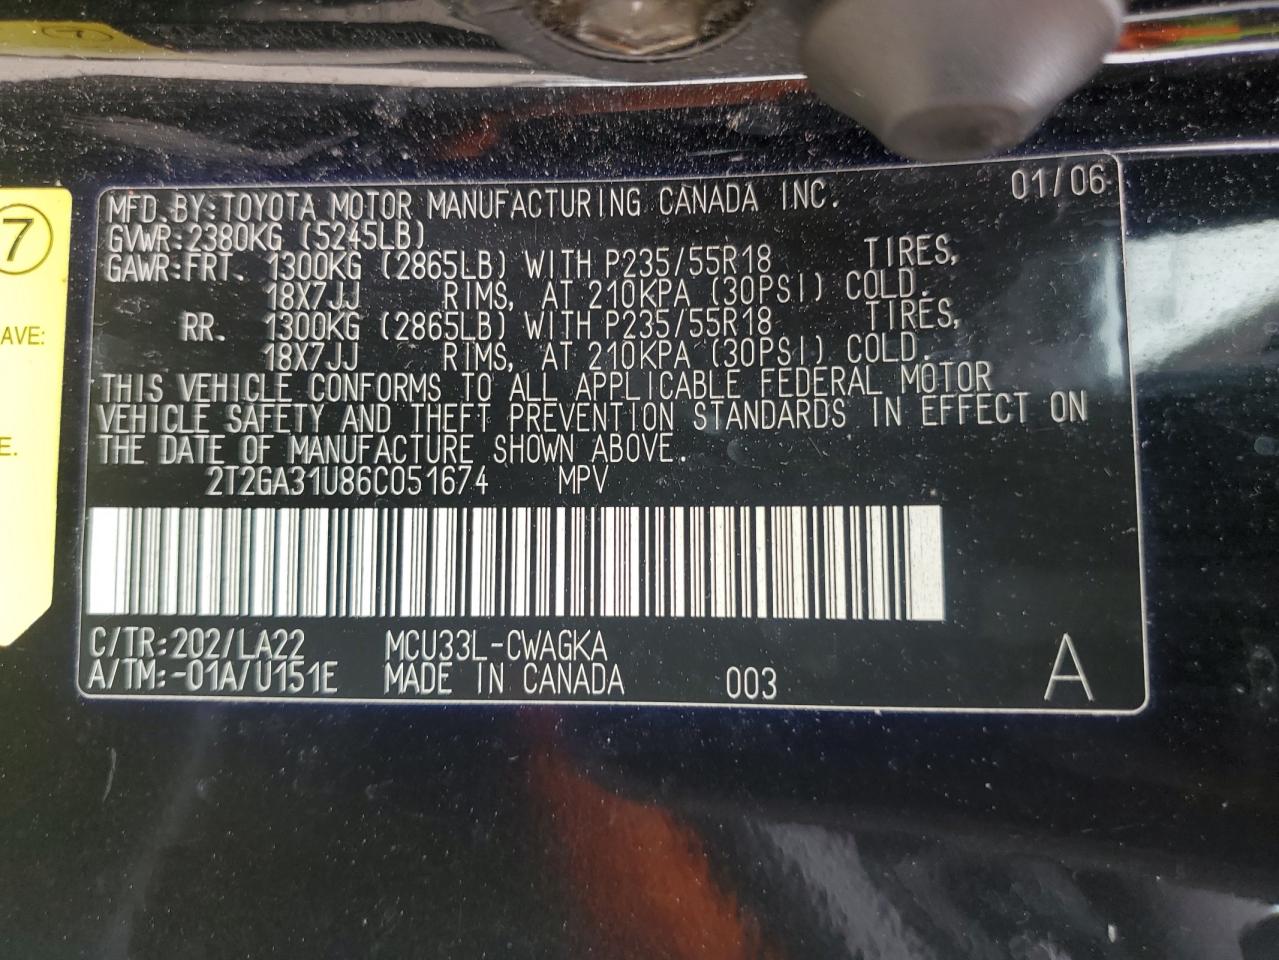 7
AVE:
E.
MFD.BY:TOYOTA MOTOR MANUFACTURING CANADA INC. 01/06
GVWR:2380KG (5245LB)
GAWR:FRT. 1300KG (2865LB) WITH P235/55R18 TIRES,
18X7JJ RIMS, AT 210KPA (30PSI) COLD.
RR. 1300KG (2865LB) WITH P235/55R18 TIRES,
18X7JJ RIMS, AT 210KPA (30PSI) COLD.
THIS VEHICLE CONFORMS TO ALL APPLICABLE FEDERAL MOTOR
VEHICLE SAFETY AND THEFT PREVENTION STANDARDS IN EFFECT ON
THE DATE OF MANUFACTURE SHOWN ABOVE.
2T2GA31U86C051674 MPV
C/TR:202/LA22 MCU33L-CWAGKA
A/TM:-01A/U151E MADE IN CANADA 003 A